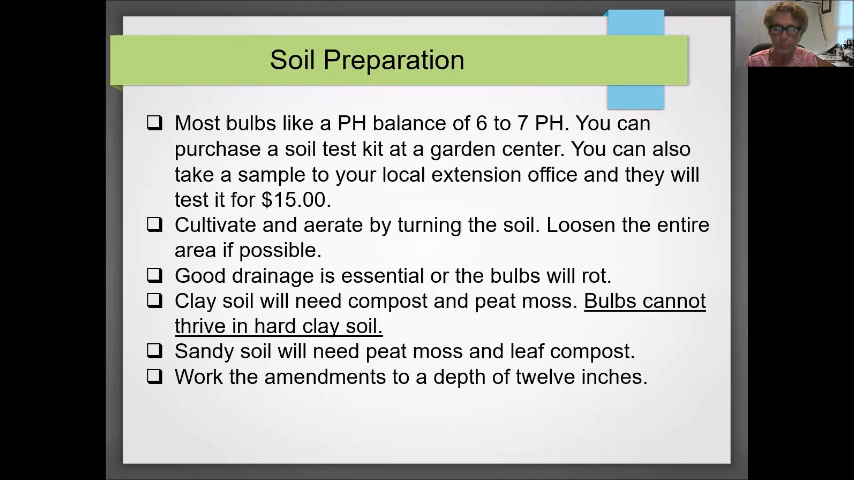 Soil Preparation
❑ Most bulbs like a PH balance of 6 to 7 PH. You can
purchase a soil test kit at a garden center. You can also
take a sample to your local extension office and they will
test it for $15.00.
❑ Cultivate and aerate by turning the soil. Loosen the entire
area if possible.
❑ Good drainage is essential or the bulbs will rot.
❑ Clay soil will need compost and peat moss. Bulbs cannot
thrive in hard clay soil.
❑ Sandy soil will need peat moss and leaf compost.
❑ Work the amendments to a depth of twelve inches.